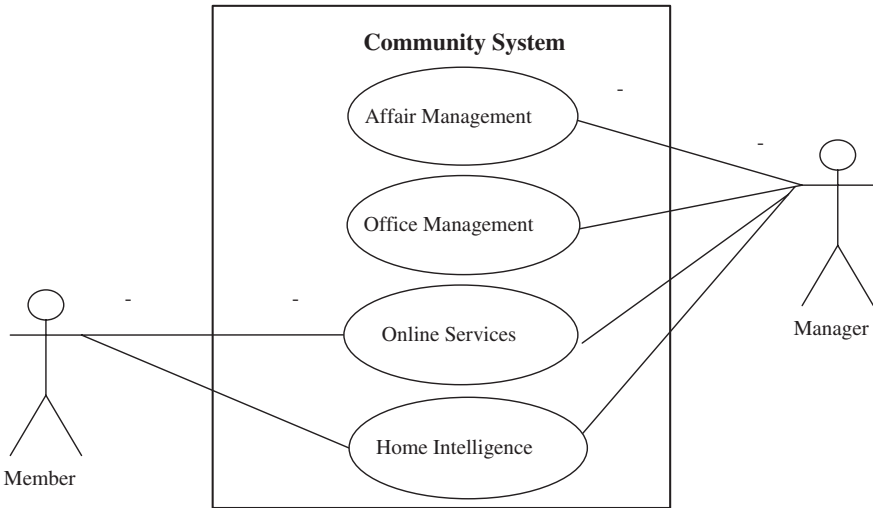 Community System
Affair Management
-
-
Office Management
Manager
-
-
Online Services
Home Intelligence
Member